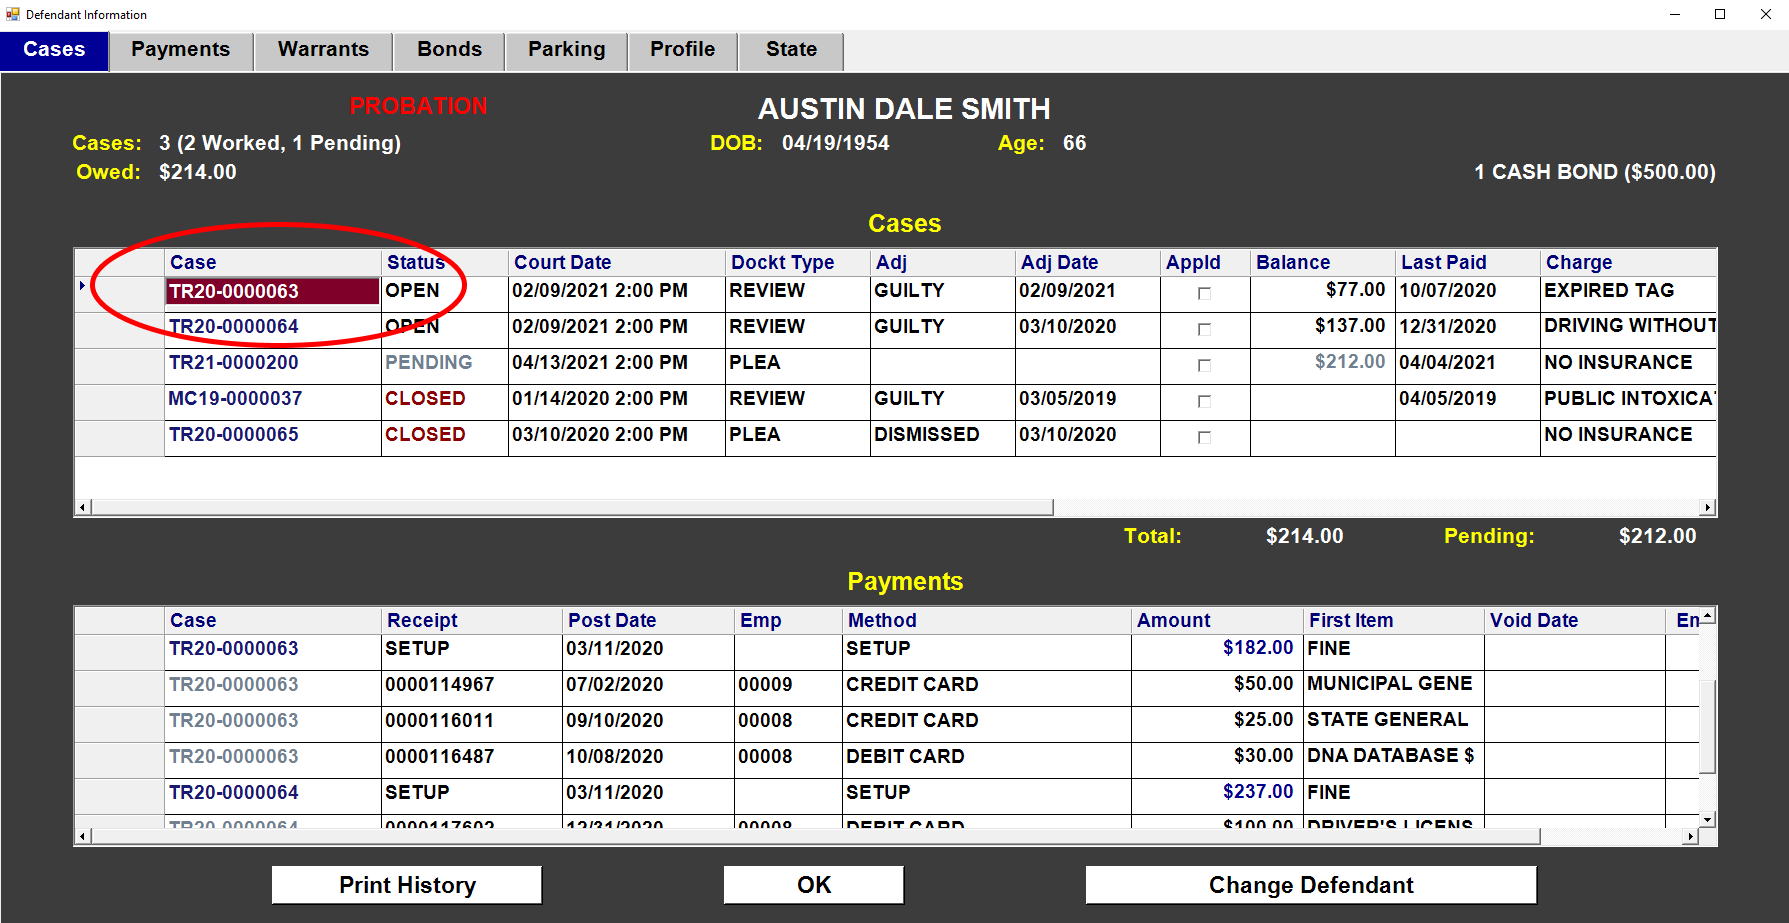 Defendant Information
Cases Payments Warrants Bonds Parking Profile State
PROBATION AUSTIN DALE SMITH
Cases: 3 (2 Worked, 1 Pending) DOB: 04/19/1954 Age: 66
Owed: $214.00 1 CASH BOND ($500.00)
Cases
Case Status Court Date Dockt Type Adj Adj Date Appld Balance Last Paid Charge
TR20-0000063 OPEN 02/09/2021 2:00 PM REVIEW GUILTY 02/09/2021 $77.00 10/07/2020 EXPIRED TAG
TR20-0000064 OPEN 02/09/2021 2:00 PM REVIEW GUILTY 03/10/2020 $137.00 12/31/2020 DRIVING WITHOUT
TR21-0000200 PENDING 04/13/2021 2:00 PM PLEA $212.00 04/04/2021 NO INSURANCE
MC19-0000037 CLOSED 01/14/2020 2:00 PM REVIEW GUILTY 03/05/2019 04/05/2019 PUBLIC INTOXICA
TR20-0000065 CLOSED 03/10/2020 2:00 PM PLEA DISMISSED 03/10/2020 NO INSURANCE
Total: $214.00 Pending: $212.00
Payments
Case Receipt Post Date Emp Method Amount First Item Void Date Em
TR20-0000063 SETUP 03/11/2020 SETUP $182.00 FINE
TR20-0000063 0000114967 07/02/2020 00009 CREDIT CARD $50.00 MUNICIPAL GENE
TR20-0000063 0000116011 09/10/2020 00008 CREDIT CARD $25.00 STATE GENERAL
TR20-0000063 0000116487 10/08/2020 00008 DEBIT CARD $30.00 DNA DATABASE $
TR20-0000064 SETUP 03/11/2020 SETUP $237.00 FINE
TR20-0000064 0000117602 12/31/2020 00008 DEBIT CARD $100.00 DRIVER'S LICENS
Print History OK Change Defendant